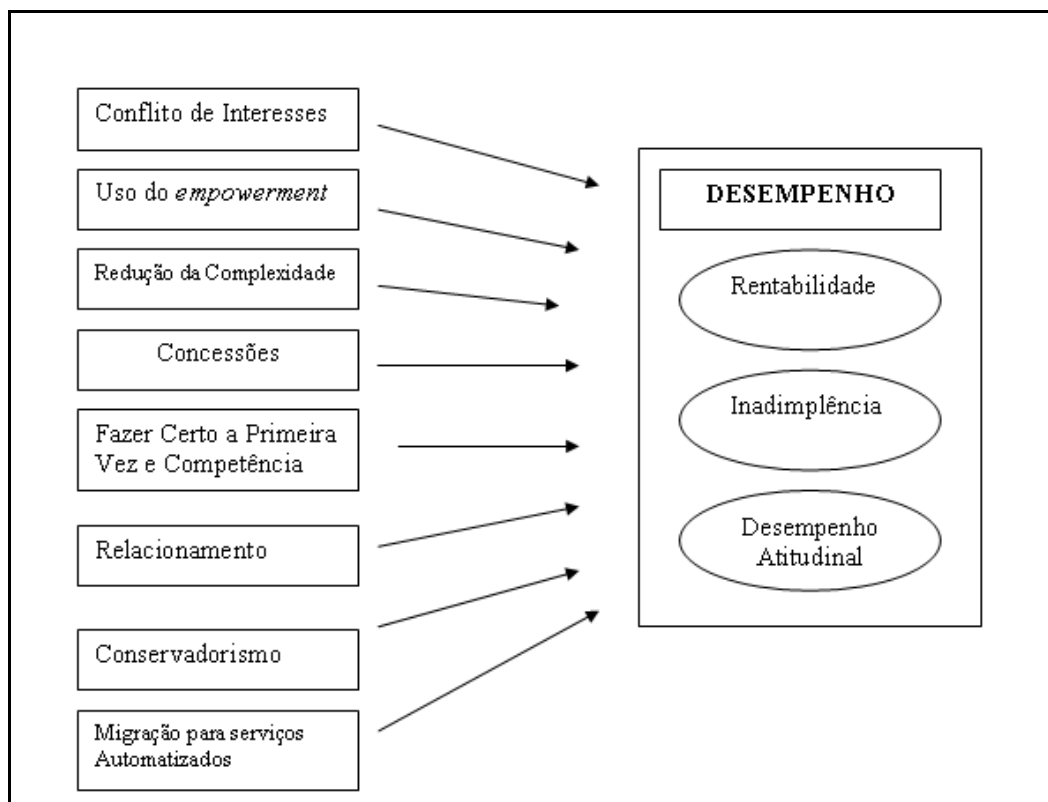 Conflito de Interesses
Uso do empowerment
Redução da Complexidade
Concessões
Fazer Certo a Primeira
Vez e Competência
Relacionamento
Conservadorismo
Migração para serviços
Automatizados
DESEMPENHO
Rentabilidade
Inadimplência
Desempenho
Atitudinal